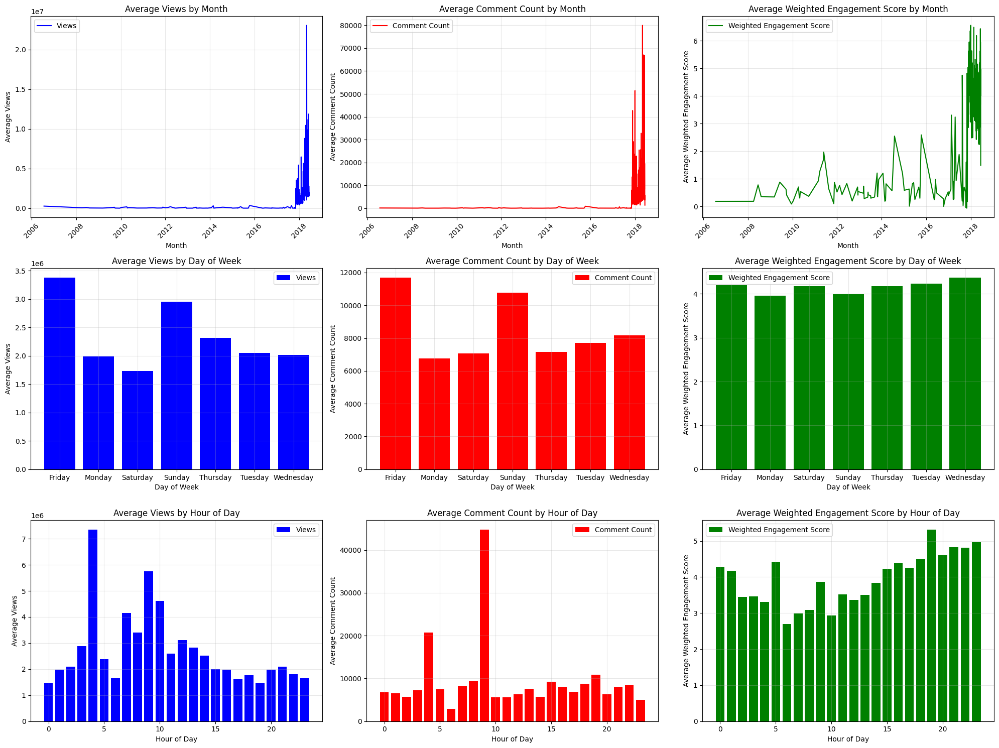 Average Views by Month
1e7
Views
2.0
1.5
1.0
0.5
0.0
Average Views
2006
2008
2010
2012
2014
2016
2018
Month
Average Comment Count by Month
Comment Count
80000
70000
60000
50000
40000
30000
20000
10000
0
Average Comment Count
2006
2008
2010
2012
2014
2016
2018
Month
Average Weighted Engagement Score by Month
Weighted Engagement Score
6
5
4
3
2
1
0
Average Weighted Engagement Score
2006
2008
2010
2012
2014
2016
2018
Month
Average Views by Day of Week
1e6
Views
3.5
3.0
2.5
2.0
1.5
1.0
0.5
0.0
Average Views
Friday
Monday
Saturday
Sunday
Thursday
Tuesday
Wednesday
Day of Week
Average Comment Count by Day of Week
Comment Count
12000
10000
8000
6000
4000
2000
0
Average Comment Count
Friday
Monday
Saturday
Sunday
Thursday
Tuesday
Wednesday
Day of Week
Average Weighted Engagement Score by Day of Week
Weighted Engagement Score
4
3
2
1
0
Average Weighted Engagement Score
Friday
Monday
Saturday
Sunday
Thursday
Tuesday
Wednesday
Day of Week
Average Views by Hour of Day
1e6
Views
7
6
5
4
3
2
1
0
Average Views
0
5
10
15
20
Hour of Day
Average Comment Count by Hour of Day
Comment Count
40000
30000
20000
10000
0
Average Comment Count
0
5
10
15
20
Hour of Day
Average Weighted Engagement Score by Hour of Day
Weighted Engagement Score
5
4
3
2
1
0
Average Weighted Engagement Score
0
5
10
15
20
Hour of Day